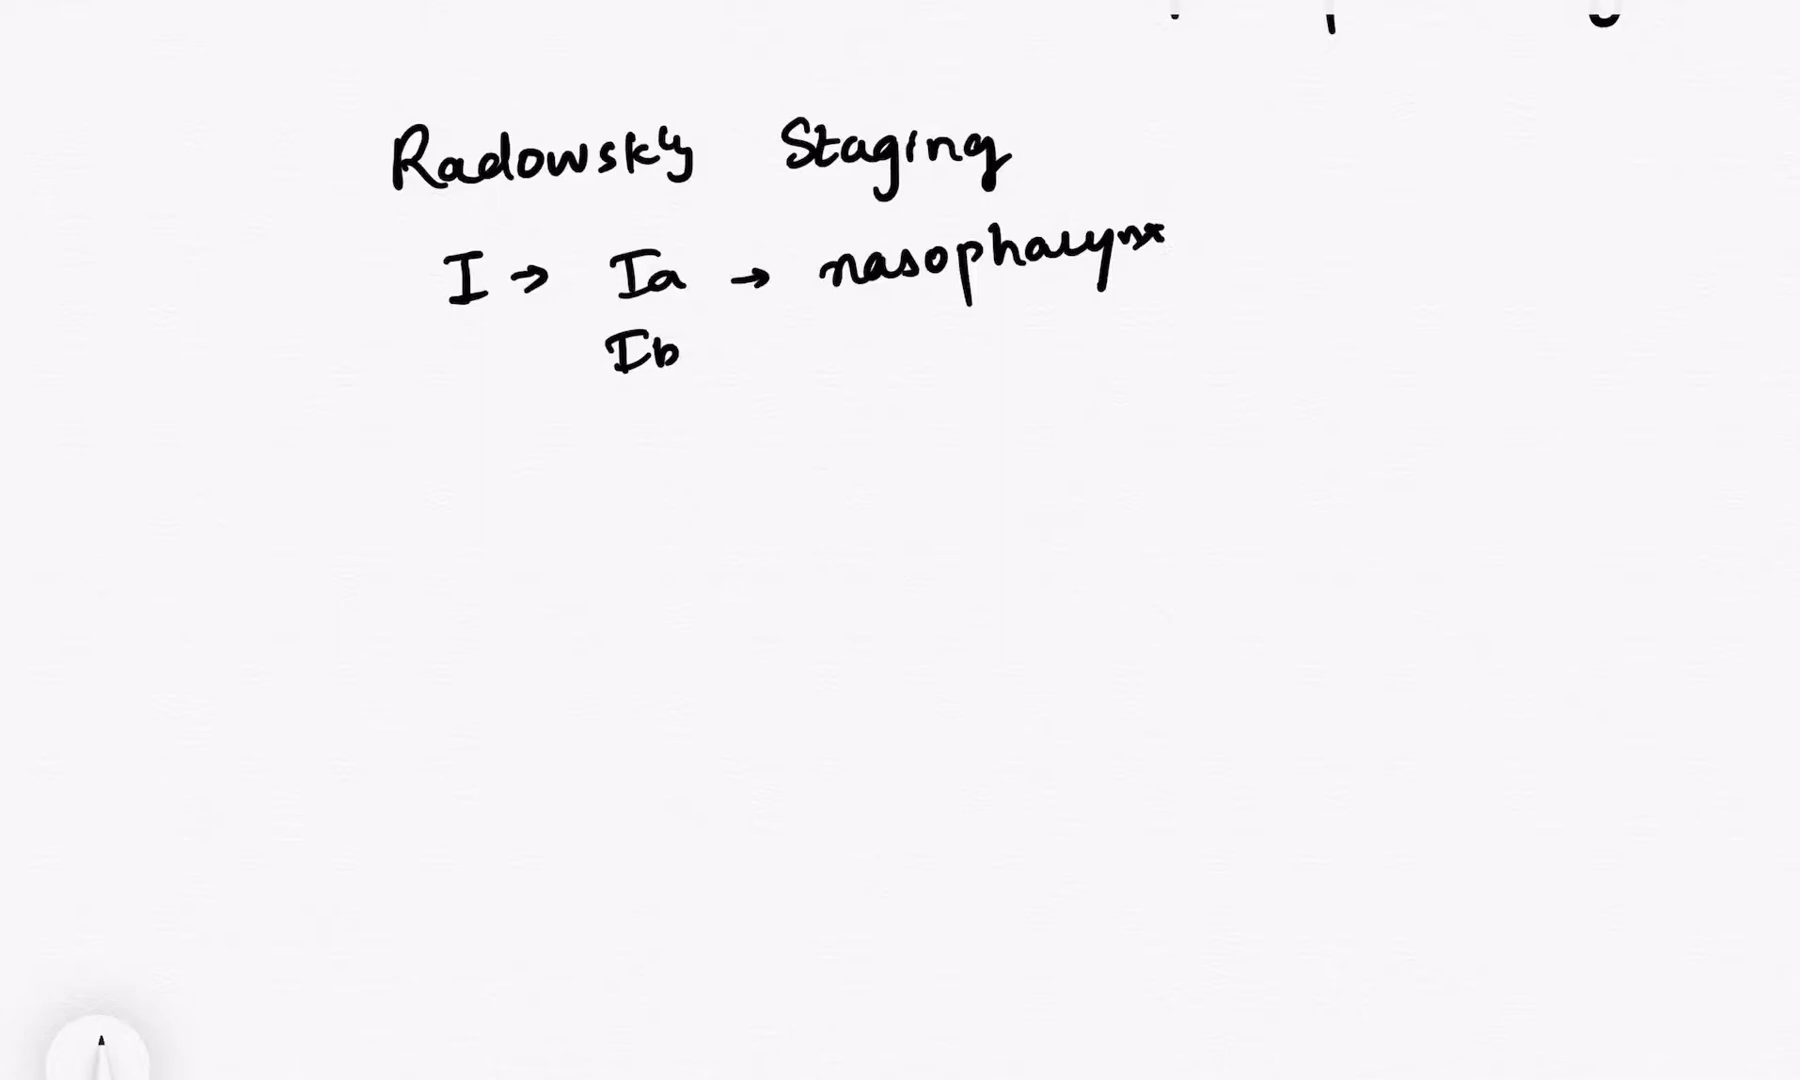 Radowsky Staging
I → Ia → nasopharynx
Ib